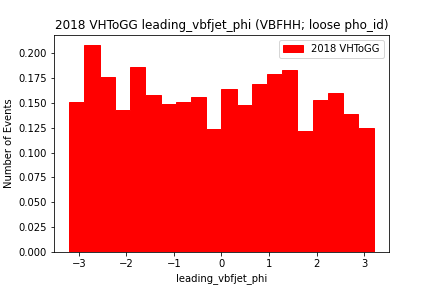 2018 VHToGG leading_vbfjet_phi (VBFHH; loose pho_id)
2018 VHToGG
0.200
0.175
0.150
0.125
0.100
0.075
0.050
0.025
0.000
Number of Events
−3 −2 −1 0 1 2 3
leading_vbfjet_phi